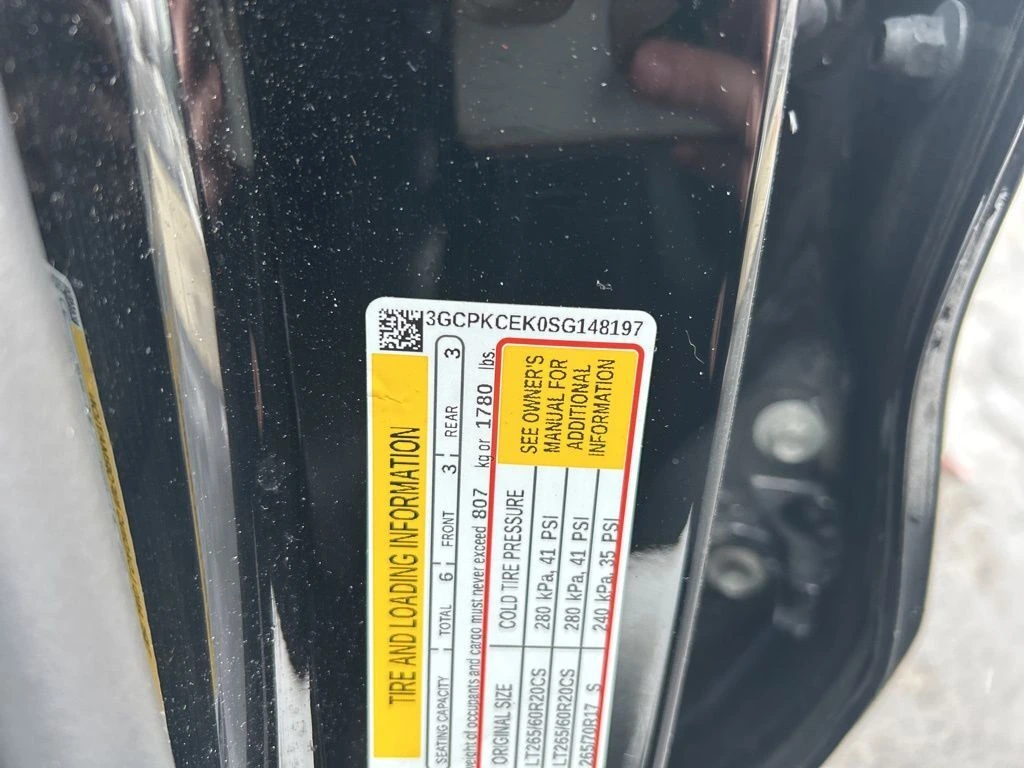 3GCPKCEK0SG148197
TIRE AND LOADING INFORMATION
SEATING CAPACITY TOTAL 6 FRONT 3 REAR 3
weight of occupants and cargo must never exceed 807 kg or 1780 lbs.
ORIGINAL SIZE COLD TIRE PRESSURE
LT265/60R20CS 280 kPa, 41 PSI
LT265/60R20CS 280 kPa, 41 PSI
265/70R17 S 240 kPa, 35 PSI
SEE OWNER'S
MANUAL FOR
ADDITIONAL
INFORMATION